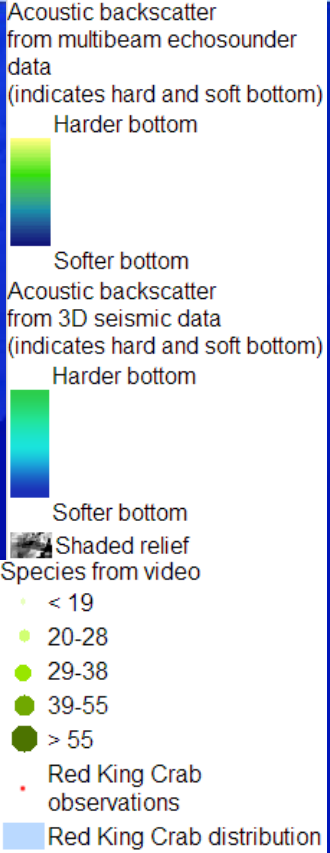 Acoustic backscatter
from multibeam echosounder
data
(indicates hard and soft bottom)
Harder bottom
Softer bottom
Acoustic backscatter
from 3D seismic data
(indicates hard and soft bottom)
Harder bottom
Softer bottom
Shaded relief
Species from video
< 19
20-28
29-38
39-55
> 55
Red King Crab
observations
Red King Crab distribution